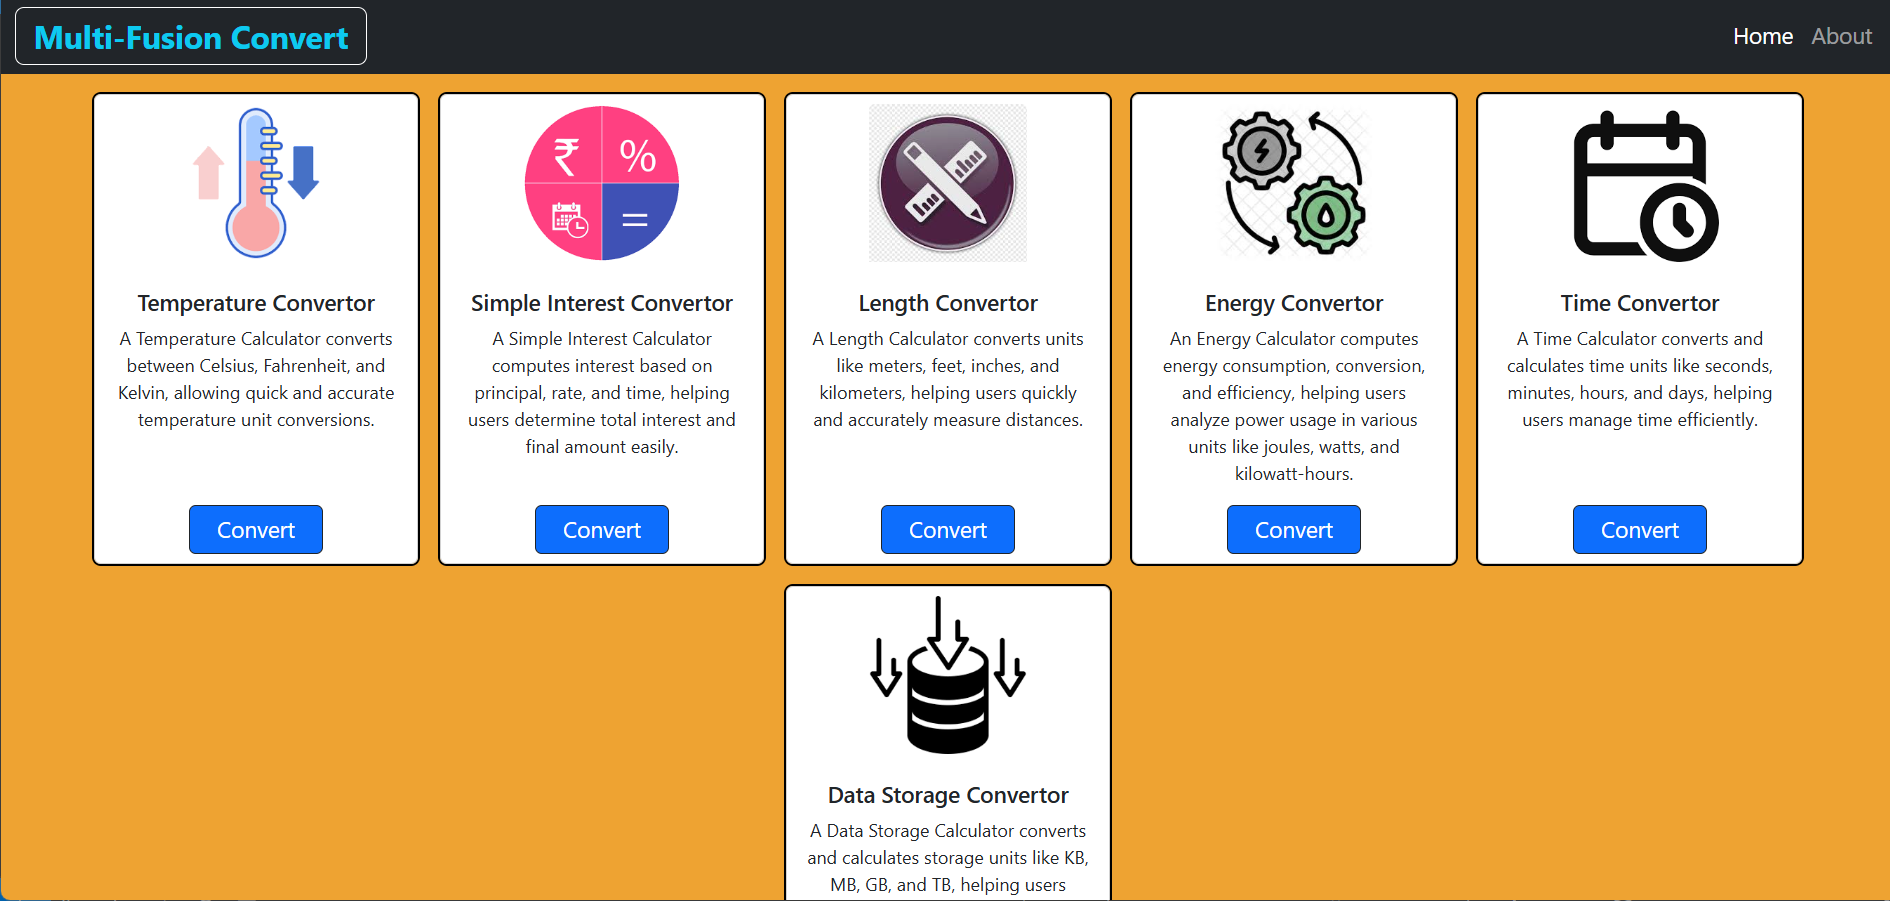 Multi-Fusion Convert
Home About
₹ %
=
Temperature Convertor
A Temperature Calculator converts
between Celsius, Fahrenheit, and
Kelvin, allowing quick and accurate
temperature unit conversions.
Convert
Simple Interest Convertor
A Simple Interest Calculator
computes interest based on
principal, rate, and time, helping
users determine total interest and
final amount easily.
Convert
Length Convertor
A Length Calculator converts units
like meters, feet, inches, and
kilometers, helping users quickly
and accurately measure distances.
Convert
Energy Convertor
An Energy Calculator computes
energy consumption, conversion,
and efficiency, helping users
analyze power usage in various
units like joules, watts, and
kilowatt-hours.
Convert
Time Convertor
A Time Calculator converts and
calculates time units like seconds,
minutes, hours, and days, helping
users manage time efficiently.
Convert
Data Storage Convertor
A Data Storage Calculator converts
and calculates storage units like KB,
MB, GB, and TB, helping users